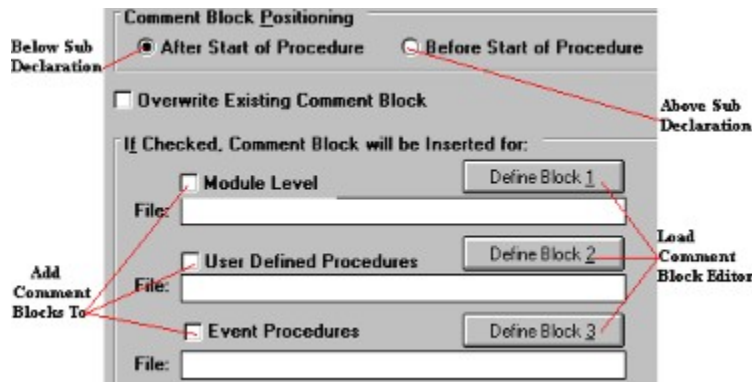 Comment Block Positioning
Below Sub
Declaration
After Start of Procedure
Before Start of Procedure
Overwrite Existing Comment Block
Above Sub
Declaration
If Checked, Comment Block will be Inserted for:
Module Level
Define Block 1
File:
User Defined Procedures
Define Block 2
File:
Load
Comment
Block Editor
Add
Comment
Blocks To
Event Procedures
Define Block 3
File: